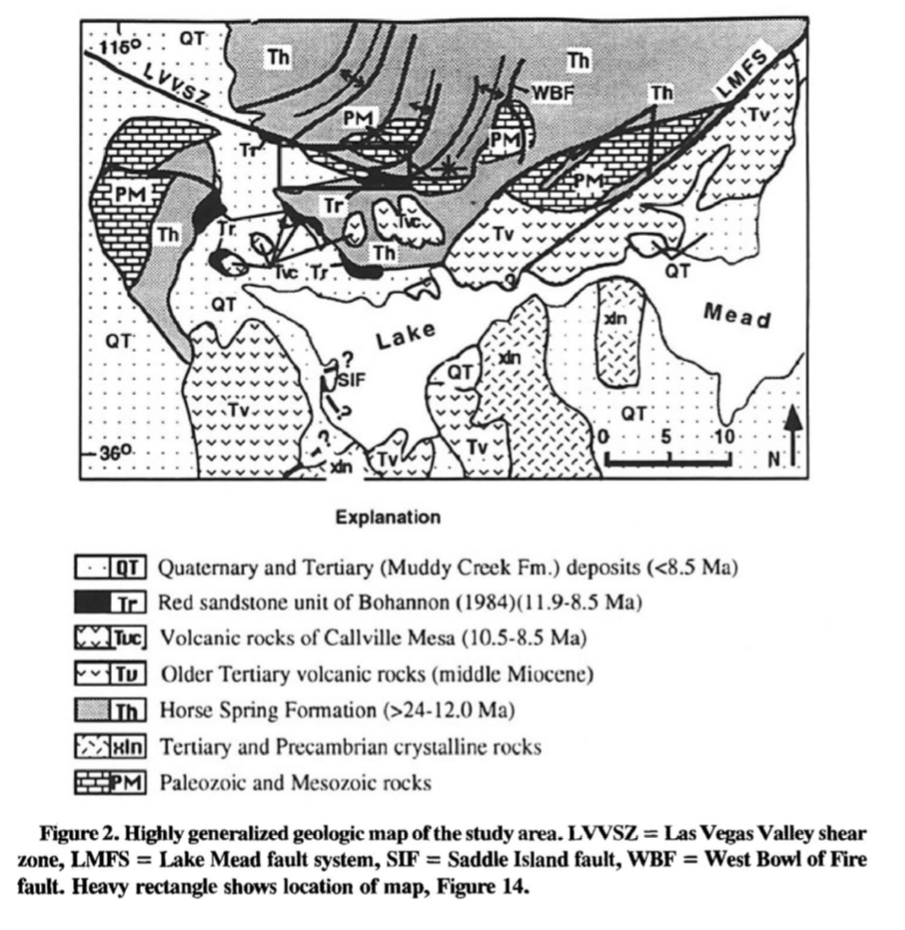 115°
QT
Th
Th
LVVSZ
LMFS
WBF
Th
Tv
PM
PM
Tr
PM
PM
Tr
Th
Tr
Tvc
Tv
Th
Tvc
Tr
QT
QT
Lake
Mead
xln
xln
QT
?
SIF
QT
?
Tv
QT
?
Tv
Tv
xln
36°
0 5 10
N
Explanation
QT Quaternary and Tertiary (Muddy Creek Fm.) deposits (<8.5 Ma)
Tr Red sandstone unit of Bohannon (1984)(11.9-8.5 Ma)
Tvc Volcanic rocks of Callville Mesa (10.5-8.5 Ma)
Tv Older Tertiary volcanic rocks (middle Miocene)
Th Horse Spring Formation (>24-12.0 Ma)
xln Tertiary and Precambrian crystalline rocks
PM Paleozoic and Mesozoic rocks
Figure 2. Highly generalized geologic map of the study area. LVVSZ = Las Vegas Valley shear
zone, LMFS = Lake Mead fault system, SIF = Saddle Island fault, WBF = West Bowl of Fire
fault. Heavy rectangle shows location of map, Figure 14.